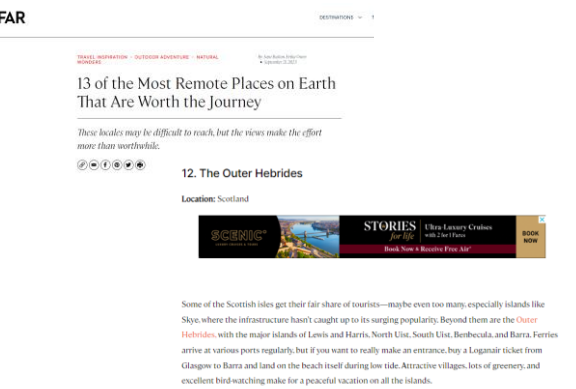 FAR
DESTINATIONS
TRAVEL INSPIRATION • OUTDOOR ADVENTURE • NATURAL
WONDERS
13 of the Most Remote Places on Earth
That Are Worth the Journey
These locales may be difficult to reach, but the views make the effort
more than worthwhile.
12. The Outer Hebrides
Location: Scotland
SCENIC
STORIES
for life
Ultra-Luxury Cruises
with 2 for 1 Fares
Book Now & Receive Free Air*
BOOK
NOW
Some of the Scottish isles get their fair share of tourists—maybe even too many, especially islands like
Skye, where the infrastructure hasn't caught up to its surging popularity. Beyond them are the Outer
Hebrides, with the major islands of Lewis and Harris, North Uist, South Uist, Benbecula, and Barra. Ferries
arrive at various ports regularly, but if you want to really make an entrance, buy a Loganair ticket from
Glasgow to Barra and land on the beach itself during low tide. Attractive villages, lots of greenery, and
excellent bird-watching make for a peaceful vacation on all the islands.